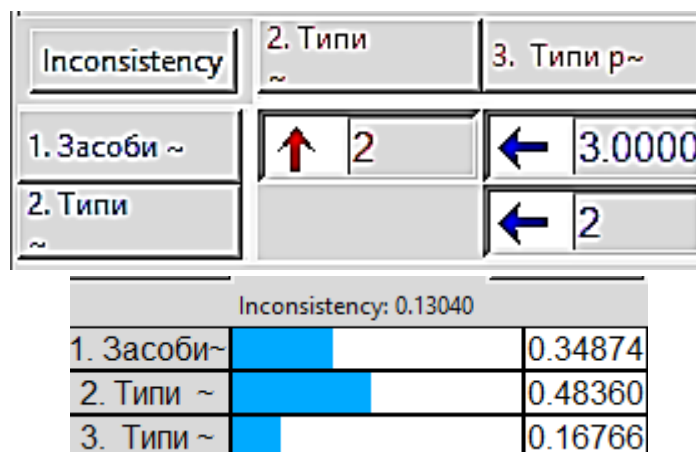 Inconsistency
2. Типи
~
3. Типи р~
1. Засоби ~
2
3.0000
2. Типи
~
2
Inconsistency: 0.13040
1. Засоби~ 0.34874
2. Типи ~ 0.48360
3. Типи ~ 0.16766